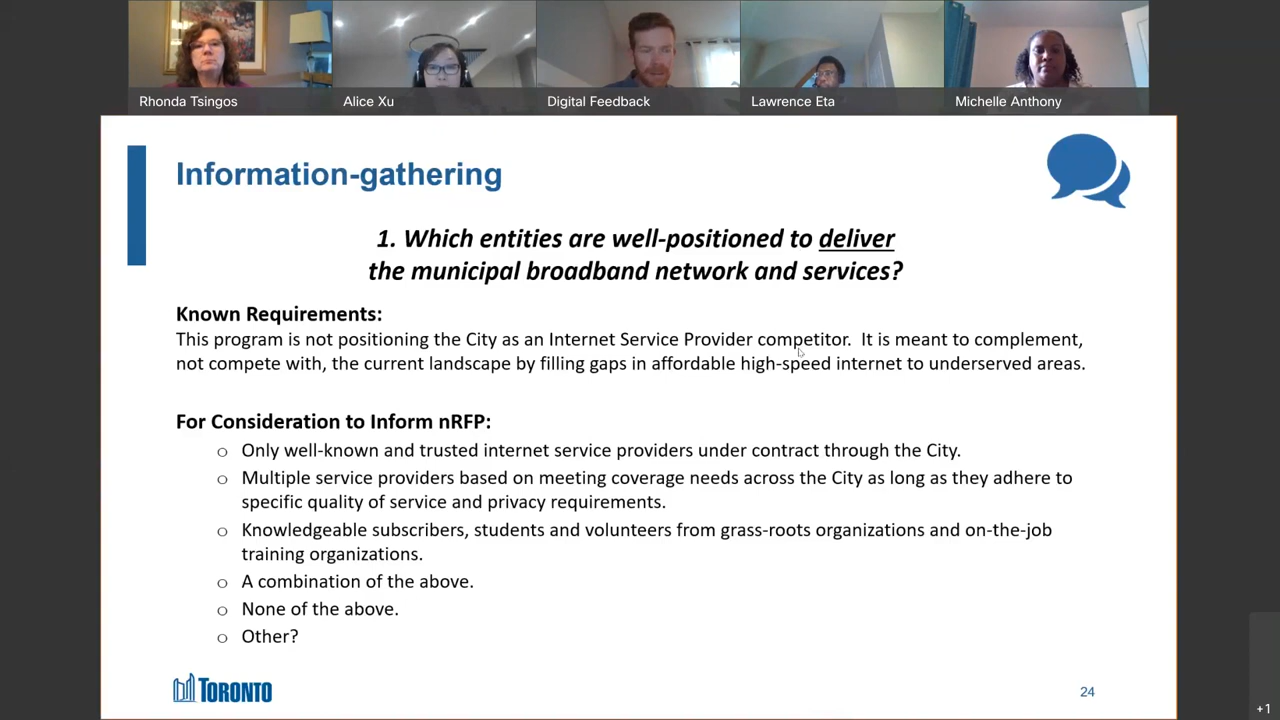 Rhonda Tsingos
Alice Xu
Digital Feedback
Lawrence Eta
Michelle Anthony
Information-gathering
1. Which entities are well-positioned to deliver
the municipal broadband network and services?
Known Requirements:
This program is not positioning the City as an Internet Service Provider competitor.  It is meant to complement,
not compete with, the current landscape by filling gaps in affordable high-speed internet to underserved areas.
For Consideration to Inform nRFP:
o Only well-known and trusted internet service providers under contract through the City.
o Multiple service providers based on meeting coverage needs across the City as long as they adhere to
specific quality of service and privacy requirements.
o Knowledgeable subscribers, students and volunteers from grass-roots organizations and on-the-job
training organizations.
o A combination of the above.
o None of the above.
o Other?
TORONTO
24
+1